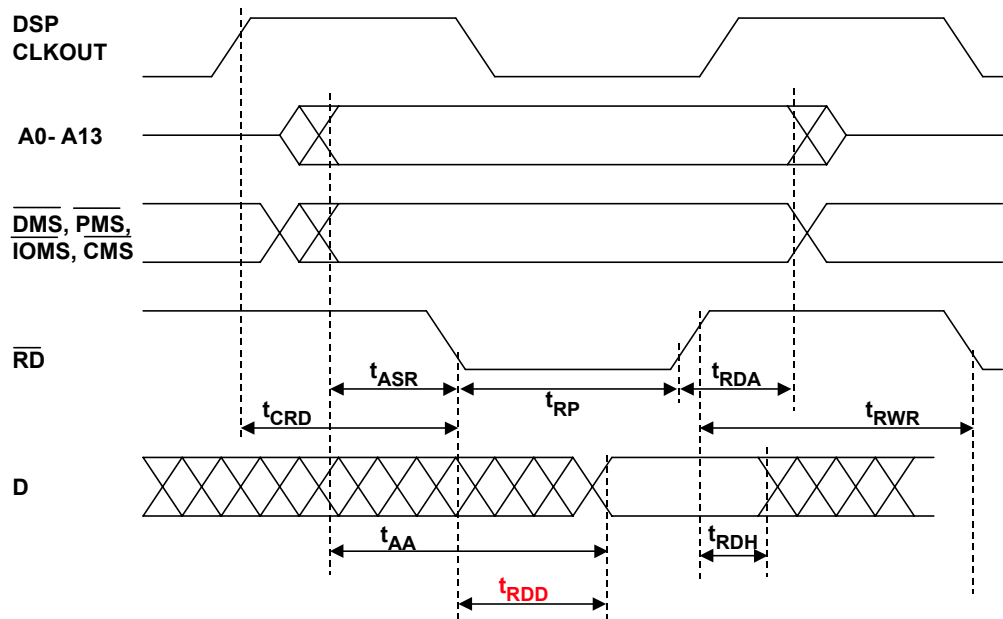 DSP
CLKOUT
A0- A13
DMS, PMS,
IOMS, CMS
RD
tASR
tRP
tRDA
tCRD
tRWR
D
tAA
tRDH
tRDD